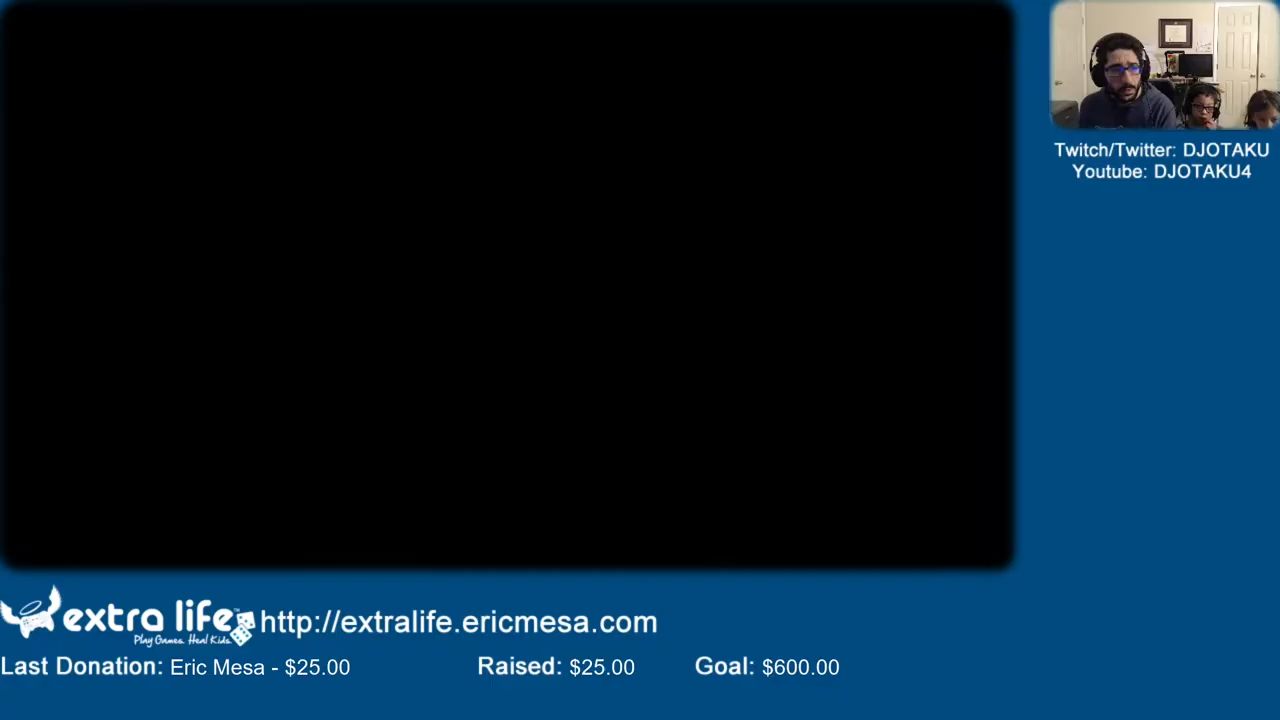 Twitch/Twitter: DJOTAKU
Youtube: DJOTAKU4
extra life
Play Games. Heal Kids.
http://extralife.ericmesa.com
Last Donation: Eric Mesa - $25.00
Raised: $25.00
Goal: $600.00